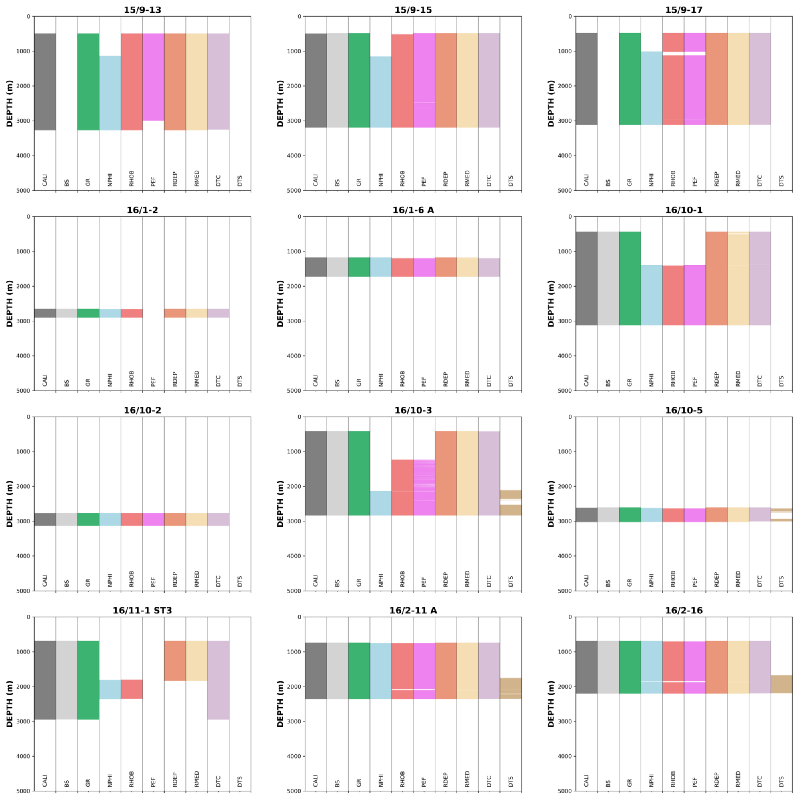 15/9-13
15/9-15
15/9-17
DEPTH (m)
0
1000
2000
3000
4000
5000
CALI
BS
GR
NPHI
RHOB
PEF
RDEP
RMED
DTC
DTS
DEPTH (m)
0
1000
2000
3000
4000
5000
CALI
BS
GR
NPHI
RHOB
PEF
RDEP
RMED
DTC
DTS
DEPTH (m)
0
1000
2000
3000
4000
5000
CALI
BS
GR
NPHI
RHOB
PEF
RDEP
RMED
DTC
DTS
16/1-2
16/1-6 A
16/10-1
DEPTH (m)
0
1000
2000
3000
4000
5000
CALI
BS
GR
NPHI
RHOB
PEF
RDEP
RMED
DTC
DTS
DEPTH (m)
0
1000
2000
3000
4000
5000
CALI
BS
GR
NPHI
RHOB
PEF
RDEP
RMED
DTC
DTS
DEPTH (m)
0
1000
2000
3000
4000
5000
CALI
BS
GR
NPHI
RHOB
PEF
RDEP
RMED
DTC
DTS
16/10-2
16/10-3
16/10-5
DEPTH (m)
0
1000
2000
3000
4000
5000
CALI
BS
GR
NPHI
RHOB
PEF
RDEP
RMED
DTC
DTS
DEPTH (m)
0
1000
2000
3000
4000
5000
CALI
BS
GR
NPHI
RHOB
PEF
RDEP
RMED
DTC
DTS
DEPTH (m)
0
1000
2000
3000
4000
5000
CALI
BS
GR
NPHI
RHOB
PEF
RDEP
RMED
DTC
DTS
16/11-1 ST3
16/2-11 A
16/2-16
DEPTH (m)
0
1000
2000
3000
4000
5000
CALI
BS
GR
NPHI
RHOB
PEF
RDEP
RMED
DTC
DTS
DEPTH (m)
0
1000
2000
3000
4000
5000
CALI
BS
GR
NPHI
RHOB
PEF
RDEP
RMED
DTC
DTS
DEPTH (m)
0
1000
2000
3000
4000
5000
CALI
BS
GR
NPHI
RHOB
PEF
RDEP
RMED
DTC
DTS